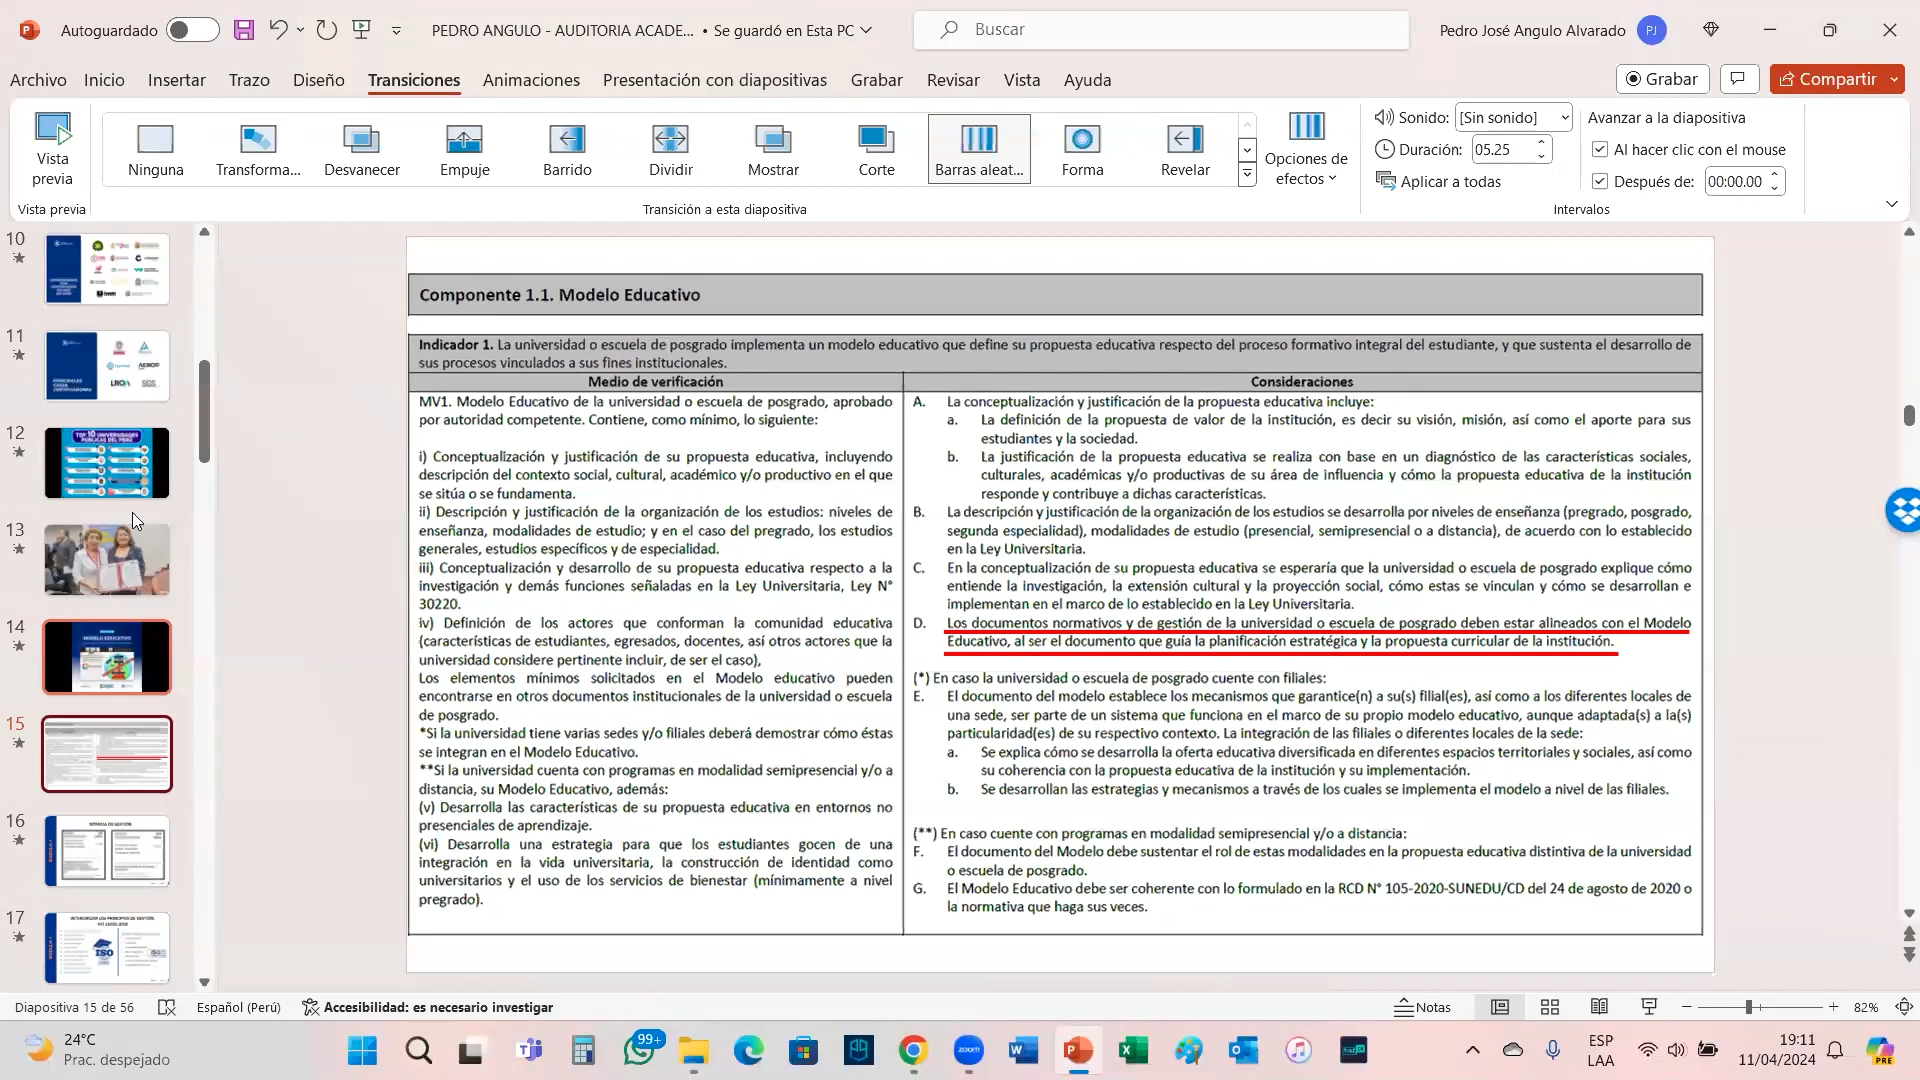 Autoguardado
PEDRO ANGULO - AUDITORIA ACADE... • Se guardó en Esta PC
Buscar
Pedro José Angulo Alvarado
PJ
Archivo Inicio Insertar Trazo Diseño Transiciones Animaciones Presentación con diapositivas Grabar Revisar Vista Ayuda
Grabar
Compartir
Vista previa
Ninguna
Transforma...
Desvanecer
Empuje
Barrido
Dividir
Mostrar
Corte
Barras aleat...
Forma
Revelar
Opciones de efectos
Sonido: [Sin sonido]
Duración: 05.25
Aplicar a todas
Avanzar a la diapositiva
Al hacer clic con el mouse
Después de: 00:00.00
Vista previa
Transición a esta diapositiva
Intervalos
10
11
12
TOP 10 UNIVERSIDADES
PÚBLICAS DEL PERÚ
13
14
MODELO EDUCATIVO
15
16
17
ISO
Componente 1.1. Modelo Educativo
Indicador 1. La universidad o escuela de posgrado implementa un modelo educativo que define su propuesta educativa respecto del proceso formativo integral del estudiante, y que sustenta el desarrollo de
sus procesos vinculados a sus fines institucionales.
Medio de verificación
MV1. Modelo Educativo de la universidad o escuela de posgrado, aprobado
por autoridad competente. Contiene, como mínimo, lo siguiente:
i) Conceptualización y justificación de su propuesta educativa, incluyendo
descripción del contexto social, cultural, académico y/o productivo en el que
se sitúa o se fundamenta.
ii) Descripción y justificación de la organización de los estudios: niveles de
enseñanza, modalidades de estudio; y en el caso del pregrado, los estudios
generales, estudios específicos y de especialidad.
iii) Conceptualización y desarrollo de su propuesta educativa respecto a la
investigación y demás funciones señaladas en la Ley Universitaria, Ley N°
30220.
iv) Definición de los actores que conforman la comunidad educativa
(características de estudiantes, egresados, docentes, así otros actores que la
universidad considere pertinente incluir, de ser el caso),
Los elementos mínimos solicitados en el Modelo educativo pueden
encontrarse en otros documentos institucionales de la universidad o escuela
de posgrado.
*Si la universidad tiene varias sedes y/o filiales deberá demostrar cómo éstas
se integran en el Modelo Educativo.
**Si la universidad cuenta con programas en modalidad semipresencial y/o a
distancia, su Modelo Educativo, además:
(v) Desarrolla las características de su propuesta educativa en entornos no
presenciales de aprendizaje.
(vi) Desarrolla una estrategia para que los estudiantes gocen de una
integración en la vida universitaria, la construcción de identidad como
universitarios y el uso de los servicios de bienestar (mínimamente a nivel
pregrado).
Consideraciones
A. La conceptualización y justificación de la propuesta educativa incluye:
a. La definición de la propuesta de valor de la institución, es decir su visión, misión, así como el aporte para sus
estudiantes y la sociedad.
b. La justificación de la propuesta educativa se realiza con base en un diagnóstico de las características sociales,
culturales, académicas y/o productivas de su área de influencia y cómo la propuesta educativa de la institución
responde y contribuye a dichas características.
B. La descripción y justificación de la organización de los estudios se desarrolla por niveles de enseñanza (pregrado, posgrado,
segunda especialidad), modalidades de estudio (presencial, semipresencial o a distancia), de acuerdo con lo establecido
en la Ley Universitaria.
C. En la conceptualización de su propuesta educativa se esperaría que la universidad o escuela de posgrado explique cómo
entiende la investigación, la extensión cultural y la proyección social, cómo estas se vinculan y cómo se desarrollan e
implementan en el marco de lo establecido en la Ley Universitaria.
D. Los documentos normativos y de gestión de la universidad o escuela de posgrado deben estar alineados con el Modelo
Educativo, al ser el documento que guía la planificación estratégica y la propuesta curricular de la institución.
(*) En caso la universidad o escuela de posgrado cuente con filiales:
E. El documento del modelo establece los mecanismos que garantice(n) a su(s) filial(es), así como a los diferentes locales de
una sede, ser parte de un sistema que funciona en el marco de su propio modelo educativo, aunque adaptada(s) a la(s)
particularidad(es) de su respectivo contexto. La integración de las filiales o diferentes locales de la sede:
a. Se explica cómo se desarrolla la oferta educativa diversificada en diferentes espacios territoriales y sociales, así como
su coherencia con la propuesta educativa de la institución y su implementación.
b. Se desarrollan las estrategias y mecanismos a través de los cuales se implementa el modelo a nivel de las filiales.
(**) En caso cuente con programas en modalidad semipresencial y/o a distancia:
F. El documento del Modelo debe sustentar el rol de estas modalidades en la propuesta educativa distintiva de la universidad
o escuela de posgrado.
G. El Modelo Educativo debe ser coherente con lo formulado en la RCD N° 105-2020-SUNEDU/CD del 24 de agosto de 2020 o
la normativa que haga sus veces.
Diapositiva 15 de 56
Español (Perú)
Accesibilidad: es necesario investigar
Notas
82%
24°C
Prac. despejado
99+
zoom
ESP
LAA
19:11
11/04/2024
PRE